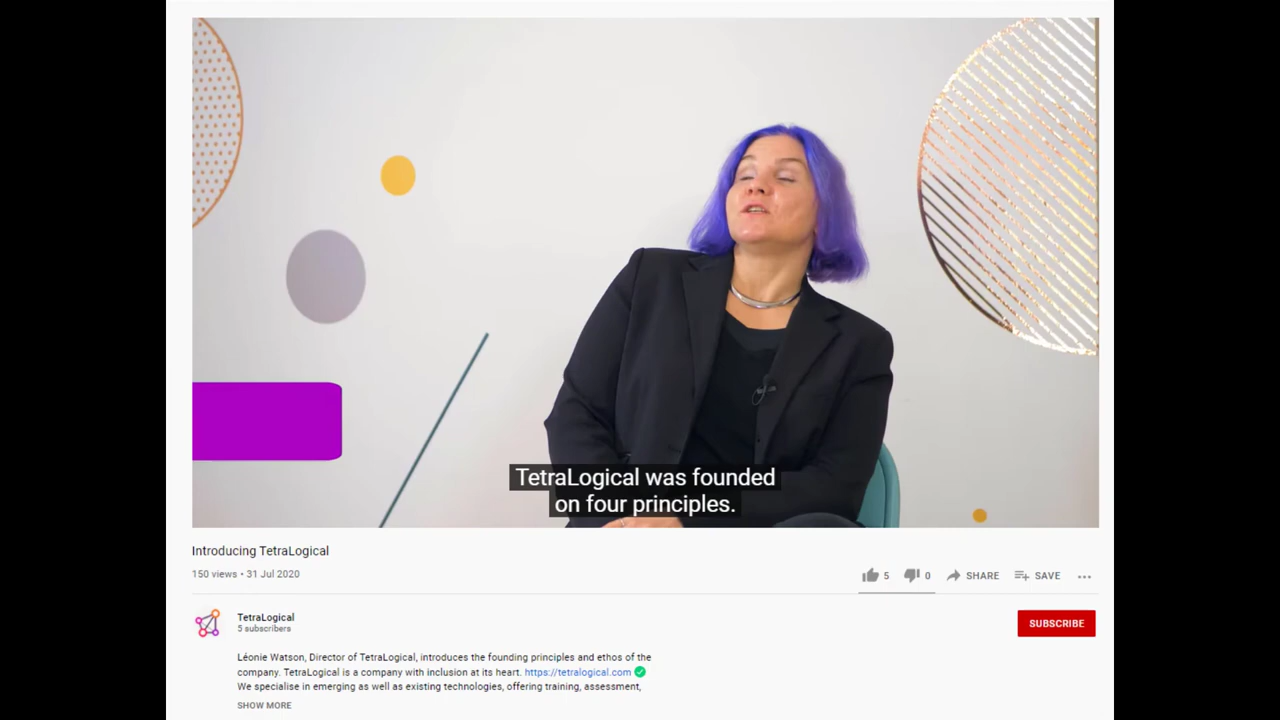 TetraLogical was founded
on four principles.
Introducing TetraLogical
150 views • 31 Jul 2020
5 0 SHARE SAVE
TetraLogical
5 subscribers
SUBSCRIBE
Léonie Watson, Director of TetraLogical, introduces the founding principles and ethos of the
company. TetraLogical is a company with inclusion at its heart. https://tetralogical.com
We specialise in emerging as well as existing technologies, offering training, assessment,
SHOW MORE